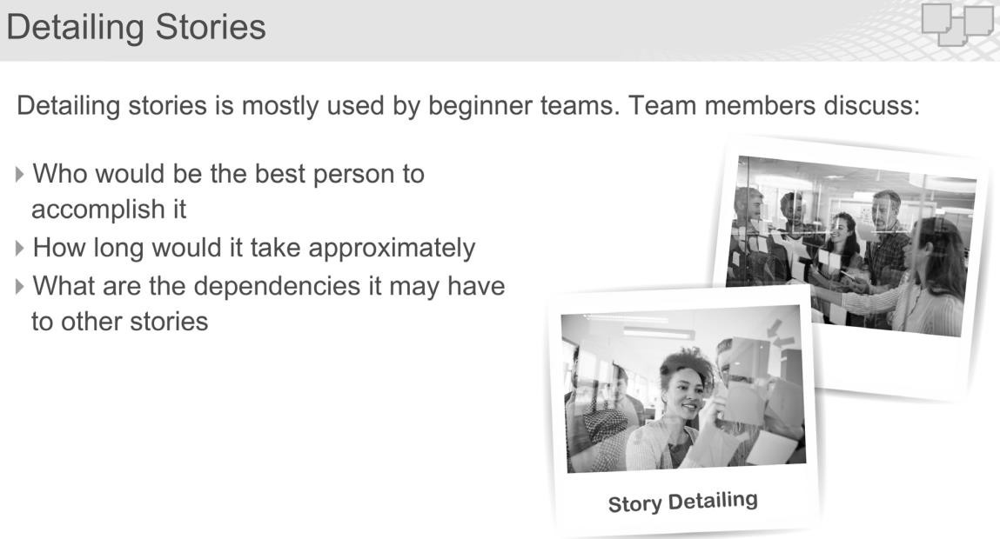 Detailing Stories
Detailing stories is mostly used by beginner teams. Team members discuss:
Who would be the best person to
accomplish it
How long would it take approximately
What are the dependencies it may have
to other stories
Story Detailing